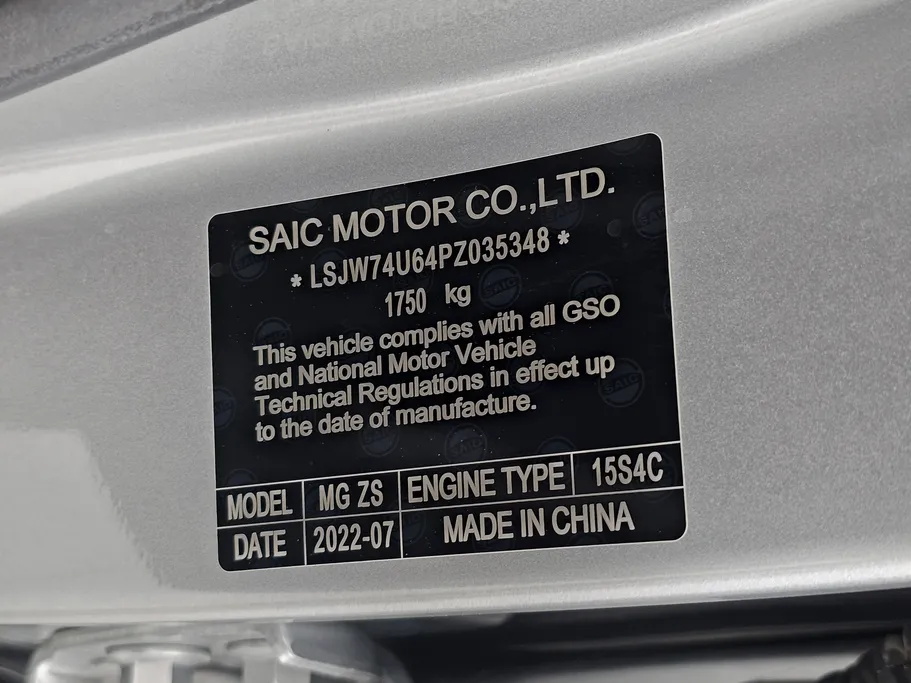 SAIC MOTOR CO.,LTD.
* LSJW74U64PZ035348 *
1750 kg
This vehicle complies with all GSO
and National Motor Vehicle
Technical Regulations in effect up
to the date of manufacture.
MODEL MG ZS ENGINE TYPE 15S4C
DATE 2022-07 MADE IN CHINA